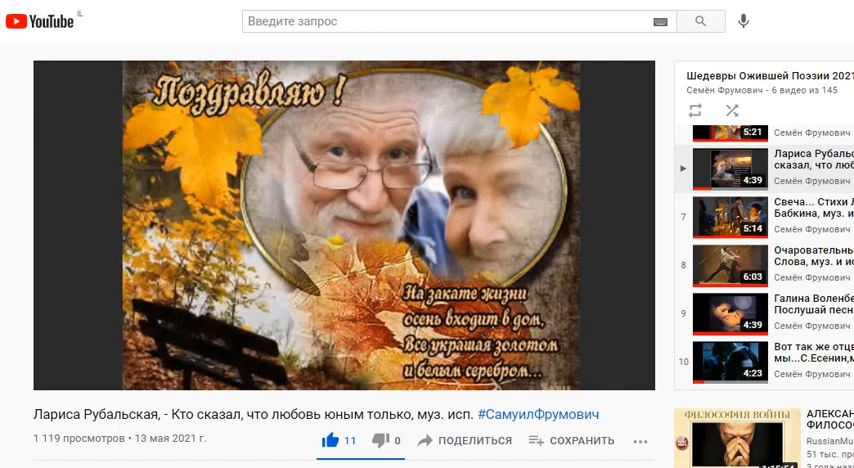 YouTube IL
Введите запрос
Поздравляю !
На закате жизни
осень входит в дом,
Все украшая золотом
и белым серебром...
Лариса Рубальская, - Кто сказал, что любовь юным только, муз. исп. #СамуилФрумович
1 119 просмотров • 13 мая 2021 г.
11
0
ПОДЕЛИТЬСЯ
СОХРАНИТЬ
Шедевры Ожившей Поэзии 2021
Семён Фрумович - 6 видео из 145
5:21
Семён Фрумович
Лариса Рубальс
сказал, что люб
4:39
Семён Фрумович
7
Свеча... Стихи Л
Бабкина, муз. и
5:14
Семён Фрумович
8
Очаровательны
Слова, муз. и ис
6:03
Семён Фрумович
9
Галина Воленбе
Послушай песн
4:39
Семён Фрумович
10
Вот так же отцв
мы...С.Есенин,м
4:23
Семён Фрумович
ФИЛОСОФИЯ ВОЙНЫ
АЛЕКСАН
ФИЛОСОФ
RussianMu
51 тыс. про